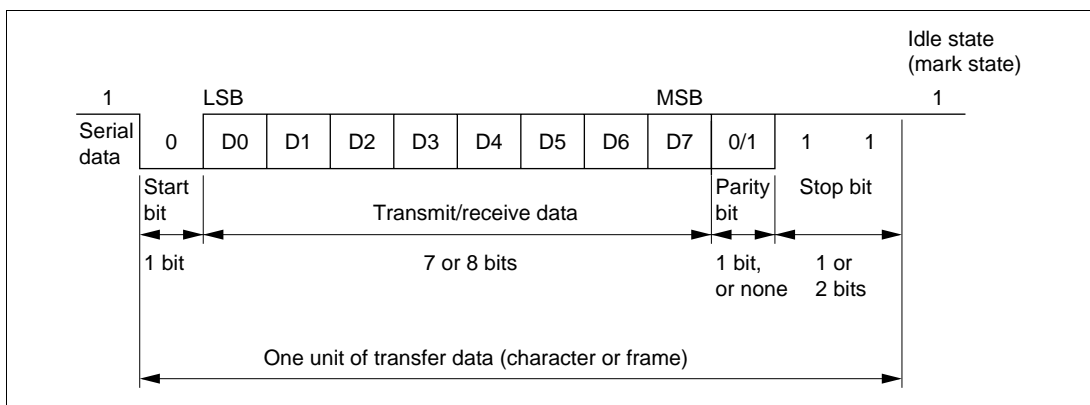 Idle state
(mark state)
1 LSB MSB 1
Serial
data
0 D0 D1 D2 D3 D4 D5 D6 D7 0/1 1 1
Start
bit
Transmit/receive data
Parity
bit
Stop bit
1 bit
7 or 8 bits
1 bit,
or none
1 or
2 bits
One unit of transfer data (character or frame)